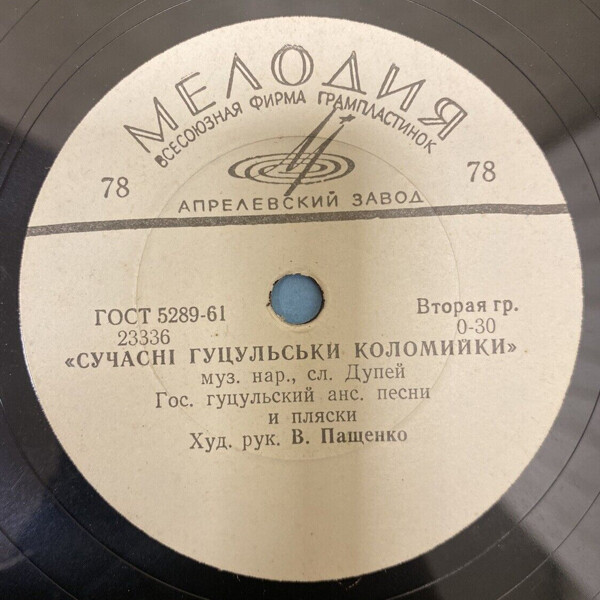 МЕЛОДИЯ
ВСЕСОЮЗНАЯ ФИРМА ГРАМПЛАСТИНОК
78 78
АПРЕЛЕВСКИЙ ЗАВОД
ГОСТ 5289-61 Вторая гр.
23336 0-30
«СУЧАСНІ ГУЦУЛЬСЬКИ КОЛОМИЙКИ»
муз. нар., сл. Дупей
Гос. гуцульский анс. песни
и пляски
Худ. рук. В. Пащенко